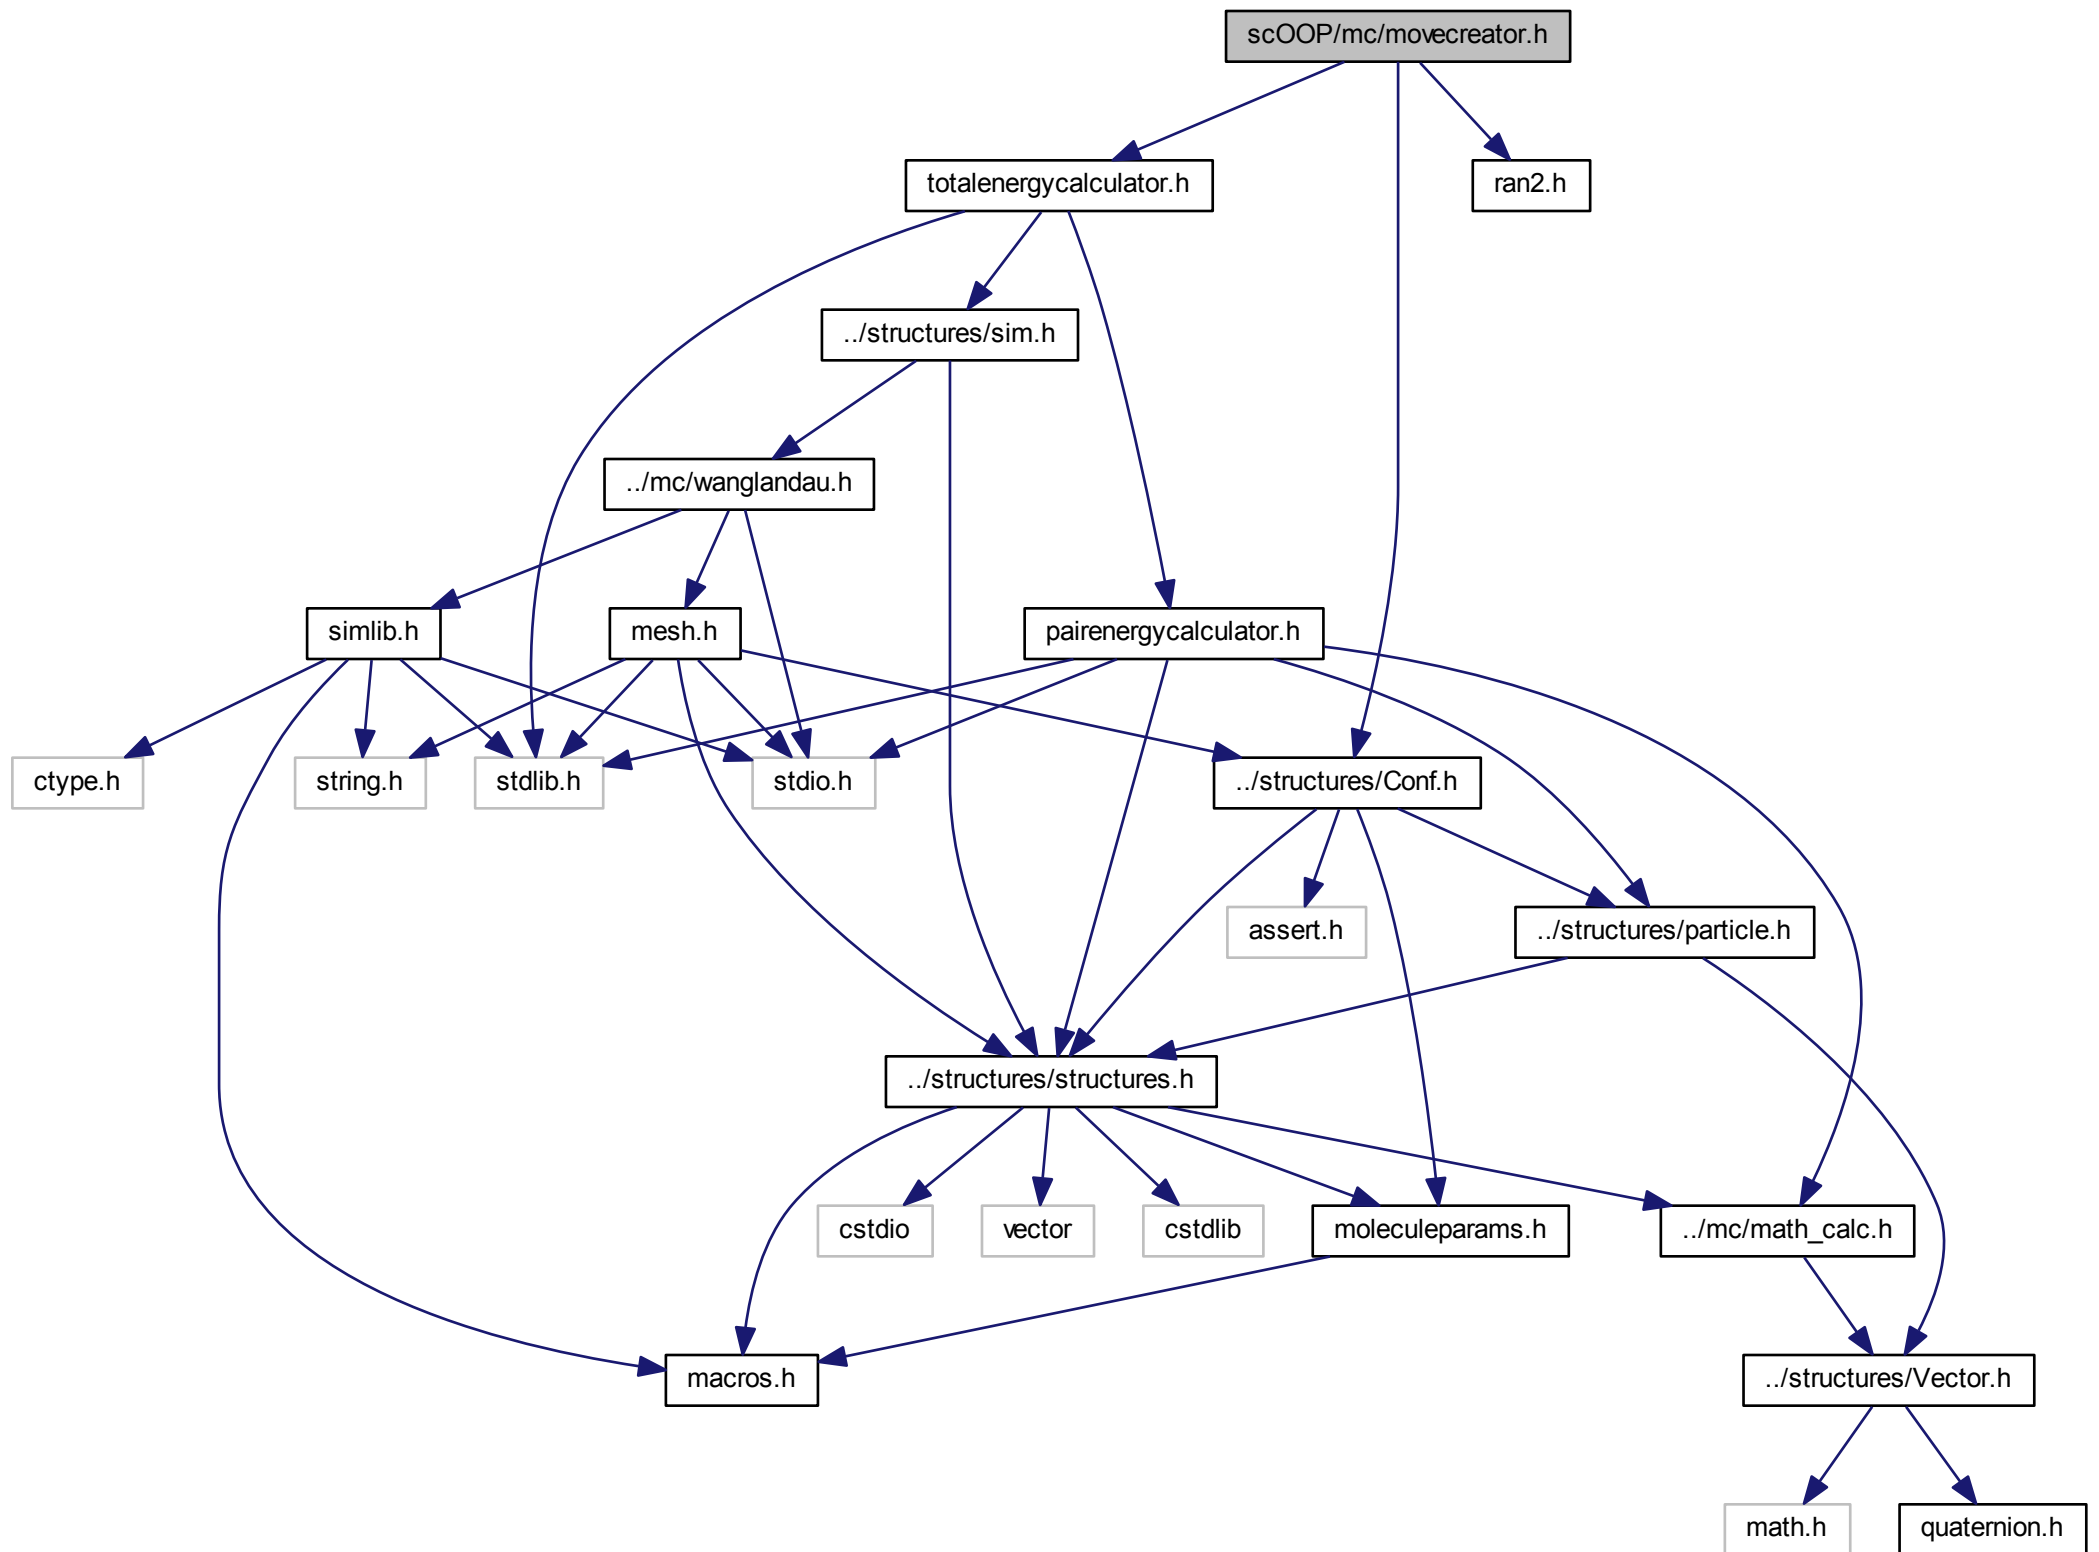 scOOP/mc/movecreator.h
totalenergycalculator.h
ran2.h
../structures/sim.h
../mc/wanglandau.h
simlib.h
mesh.h
pairenergycalculator.h
ctype.h
string.h
stdlib.h
stdio.h
../structures/Conf.h
assert.h
../structures/particle.h
../structures/structures.h
cstdio
vector
cstdlib
moleculeparams.h
../mc/math_calc.h
macros.h
../structures/Vector.h
math.h
quaternion.h